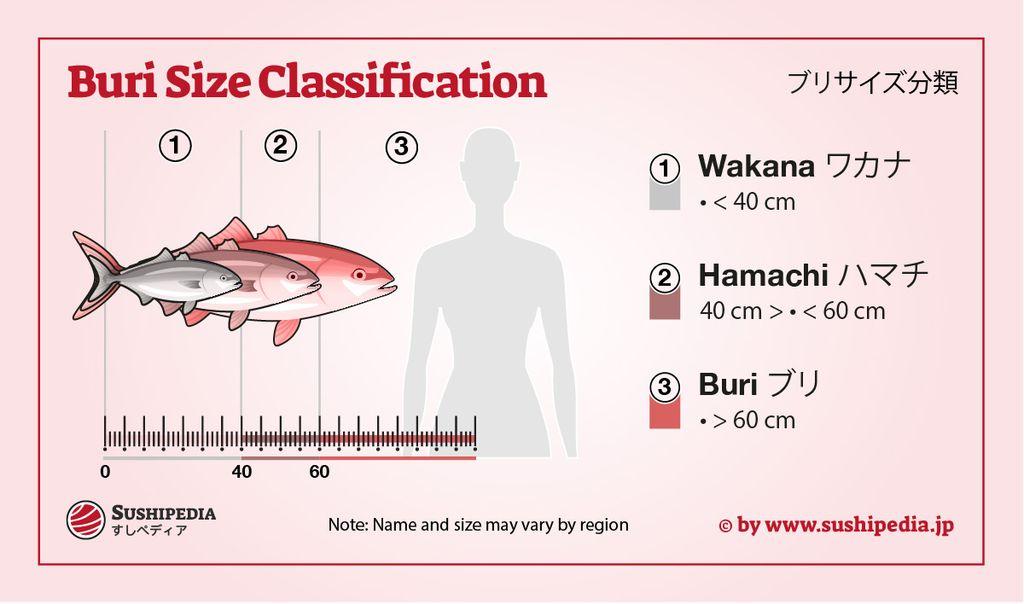 Buri Size Classification
ブリサイズ分類
1
2
3
1 Wakana ワカナ
• < 40 cm
2 Hamachi ハマチ
40 cm > • < 60 cm
3 Buri ブリ
• > 60 cm
0 40 60
SUSHIPEDIA
すしペディア
Note: Name and size may vary by region
© by www.sushipedia.jp